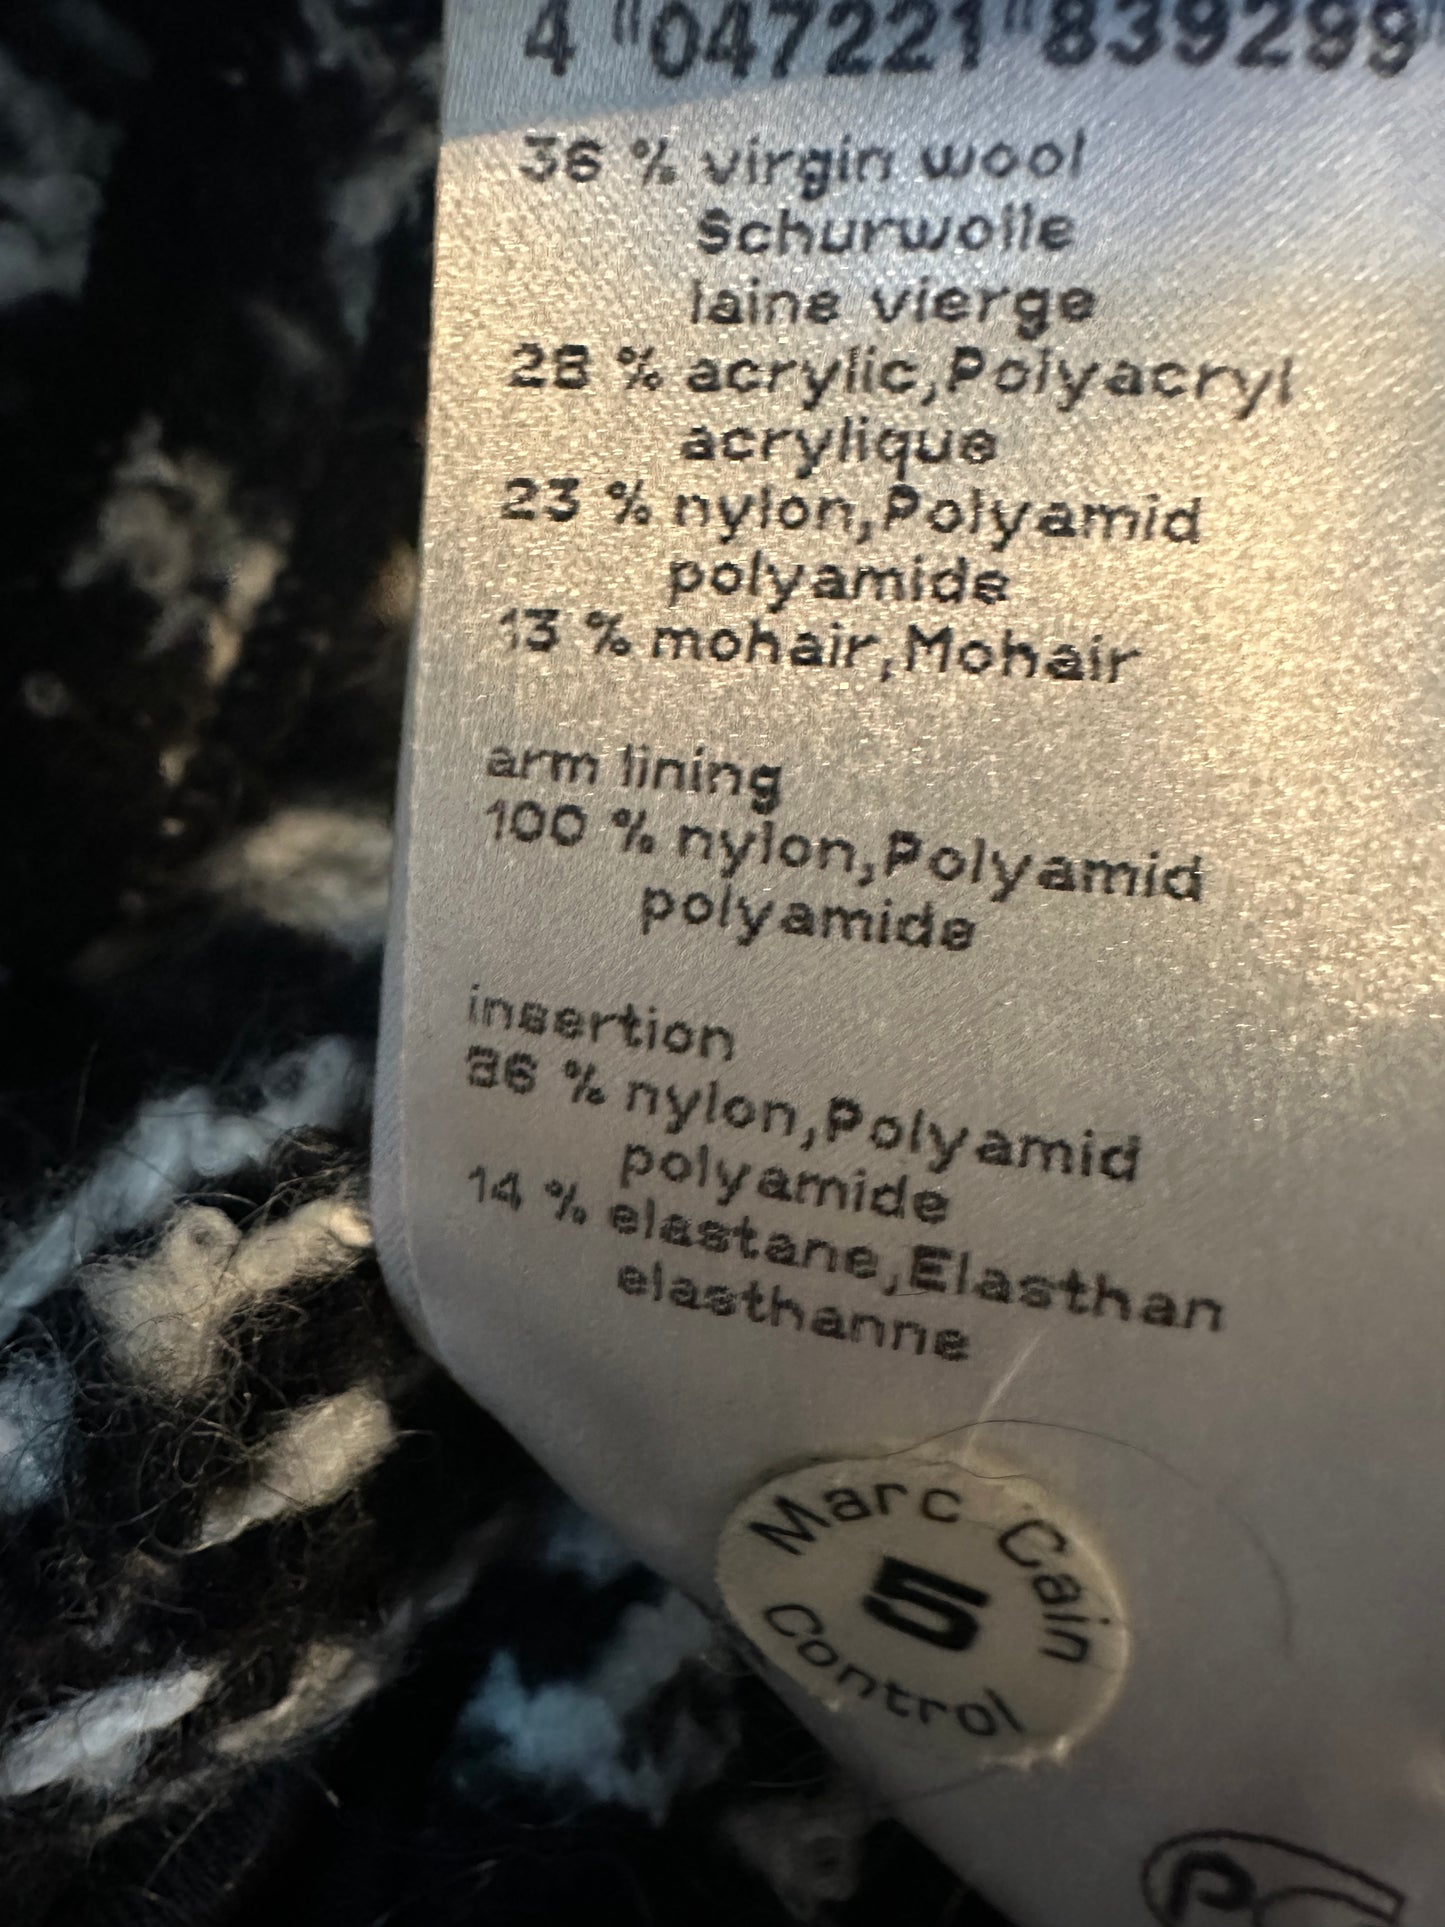 4 "047221"839299"
36 % virgin wool
Schurwolle
laine vierge
28 % acrylic,Polyacryl
acrylique
23 % nylon,Polyamid
polyamide
13 % mohair,Mohair
arm lining
100 % nylon,Polyamid
polyamide
insertion
86 % nylon,Polyamid
polyamide
14 % elastane,Elasthan
elasthanne
Marc Cain
5
Control
P